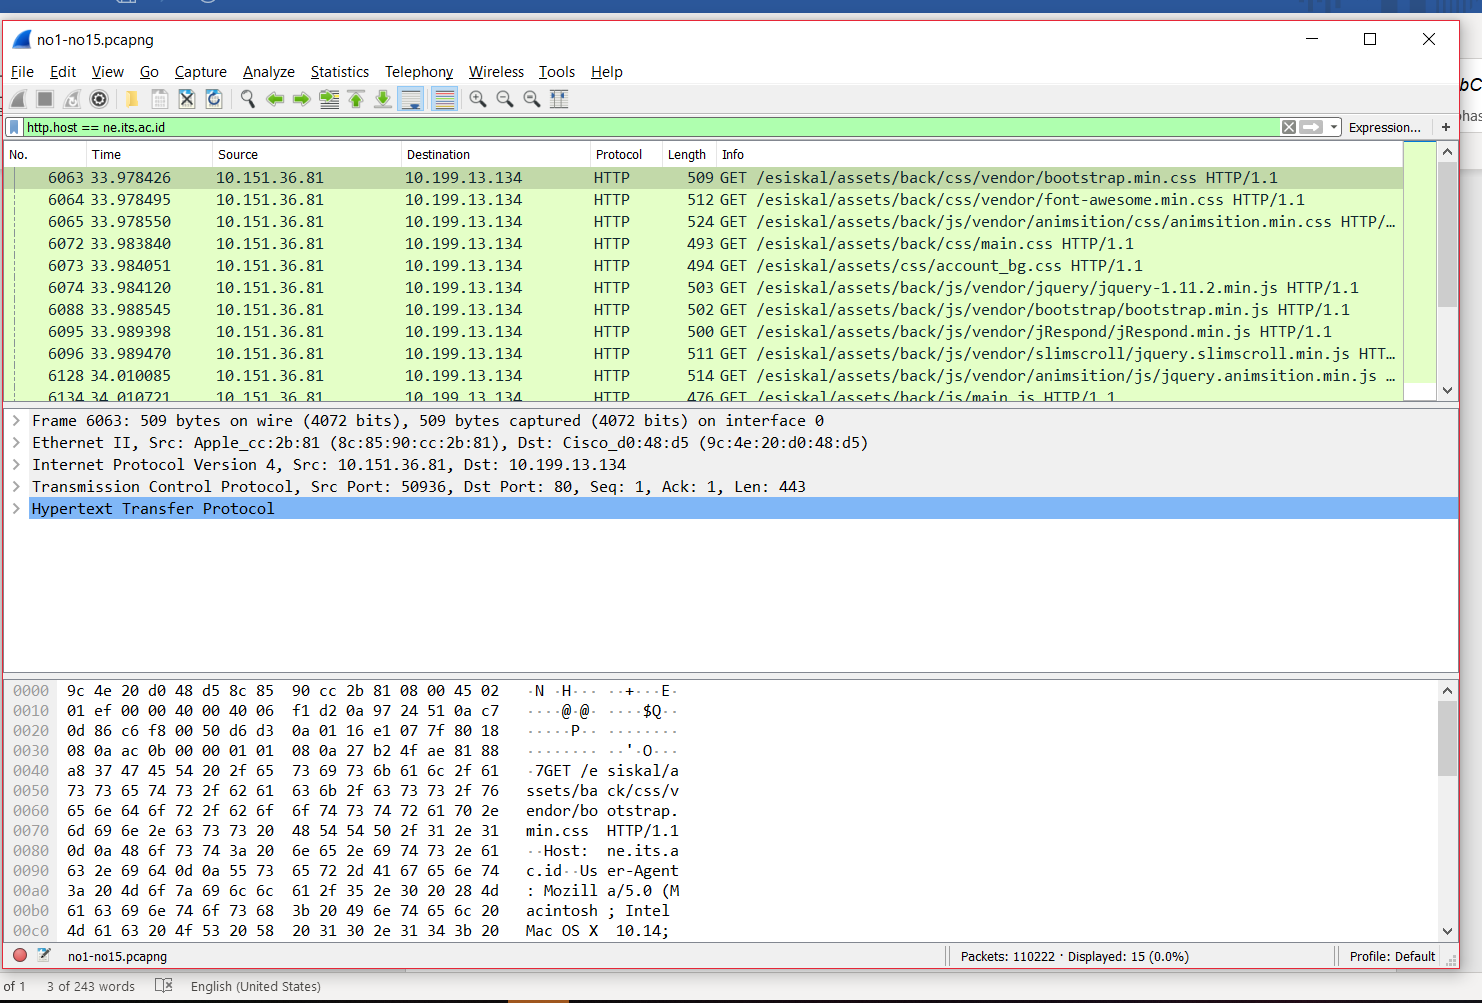 no1-no15.pcapng
File Edit View Go Capture Analyze Statistics Telephony Wireless Tools Help
http.host == ne.its.ac.id Expression... +
No. Time Source Destination Protocol Length Info
6063 33.978426 10.151.36.81 10.199.13.134 HTTP 509 GET /esiskal/assets/back/css/vendor/bootstrap.min.css HTTP/1.1
6064 33.978495 10.151.36.81 10.199.13.134 HTTP 512 GET /esiskal/assets/back/css/vendor/font-awesome.min.css HTTP/1.1
6065 33.978550 10.151.36.81 10.199.13.134 HTTP 524 GET /esiskal/assets/back/js/vendor/animsition/css/animsition.min.css HTTP/…
6072 33.983840 10.151.36.81 10.199.13.134 HTTP 493 GET /esiskal/assets/back/css/main.css HTTP/1.1
6073 33.984051 10.151.36.81 10.199.13.134 HTTP 494 GET /esiskal/assets/css/account_bg.css HTTP/1.1
6074 33.984120 10.151.36.81 10.199.13.134 HTTP 503 GET /esiskal/assets/back/js/vendor/jquery/jquery-1.11.2.min.js HTTP/1.1
6088 33.988545 10.151.36.81 10.199.13.134 HTTP 502 GET /esiskal/assets/back/js/vendor/bootstrap/bootstrap.min.js HTTP/1.1
6095 33.989398 10.151.36.81 10.199.13.134 HTTP 500 GET /esiskal/assets/back/js/vendor/jRespond/jRespond.min.js HTTP/1.1
6096 33.989470 10.151.36.81 10.199.13.134 HTTP 511 GET /esiskal/assets/back/js/vendor/slimscroll/jquery.slimscroll.min.js HTT…
6128 34.010085 10.151.36.81 10.199.13.134 HTTP 514 GET /esiskal/assets/back/js/vendor/animsition/js/jquery.animsition.min.js …
6134 34.010721 10.151.36.81 10.199.13.134 HTTP 476 GET /esiskal/assets/back/js/main.js HTTP/1.1
Frame 6063: 509 bytes on wire (4072 bits), 509 bytes captured (4072 bits) on interface 0
Ethernet II, Src: Apple_cc:2b:81 (8c:85:90:cc:2b:81), Dst: Cisco_d0:48:d5 (9c:4e:20:d0:48:d5)
Internet Protocol Version 4, Src: 10.151.36.81, Dst: 10.199.13.134
Transmission Control Protocol, Src Port: 50936, Dst Port: 80, Seq: 1, Ack: 1, Len: 443
Hypertext Transfer Protocol
0000 9c 4e 20 d0 48 d5 8c 85 90 cc 2b 81 08 00 45 02 ·N ·H··· ··+···E·
0010 01 ef 00 00 40 00 40 06 f1 d2 0a 97 24 51 0a c7 ····@·@· ····$Q··
0020 0d 86 c6 f8 00 50 d6 d3 0a 01 16 e1 07 7f 80 18 ·····P·· ········
0030 08 0a ac 0b 00 00 01 01 08 0a 27 b2 4f ae 81 88 ········ ··'·O···
0040 a8 37 47 45 54 20 2f 65 73 69 73 6b 61 6c 2f 61 ·7GET /e siskal/a
0050 73 73 65 74 73 2f 62 61 63 6b 2f 63 73 73 2f 76 ssets/ba ck/css/v
0060 65 6e 64 6f 72 2f 62 6f 6f 74 73 74 72 61 70 2e endor/bo otstrap.
0070 6d 69 6e 2e 63 73 73 20 48 54 54 50 2f 31 2e 31 min.css HTTP/1.1
0080 0d 0a 48 6f 73 74 3a 20 6e 65 2e 69 74 73 2e 61 ··Host: ne.its.a
0090 63 2e 69 64 0d 0a 55 73 65 72 2d 41 67 65 6e 74 c.id··Us er-Agent
00a0 3a 20 4d 6f 7a 69 6c 6c 61 2f 35 2e 30 20 28 4d : Mozill a/5.0 (M
00b0 61 63 69 6e 74 6f 73 68 3b 20 49 6e 74 65 6c 20 acintosh ; Intel
00c0 4d 61 63 20 4f 53 20 58 20 31 30 2e 31 34 3b 20 Mac OS X 10.14;
no1-no15.pcapng Packets: 110222 · Displayed: 15 (0.0%) Profile: Default
of 1 3 of 243 words English (United States)